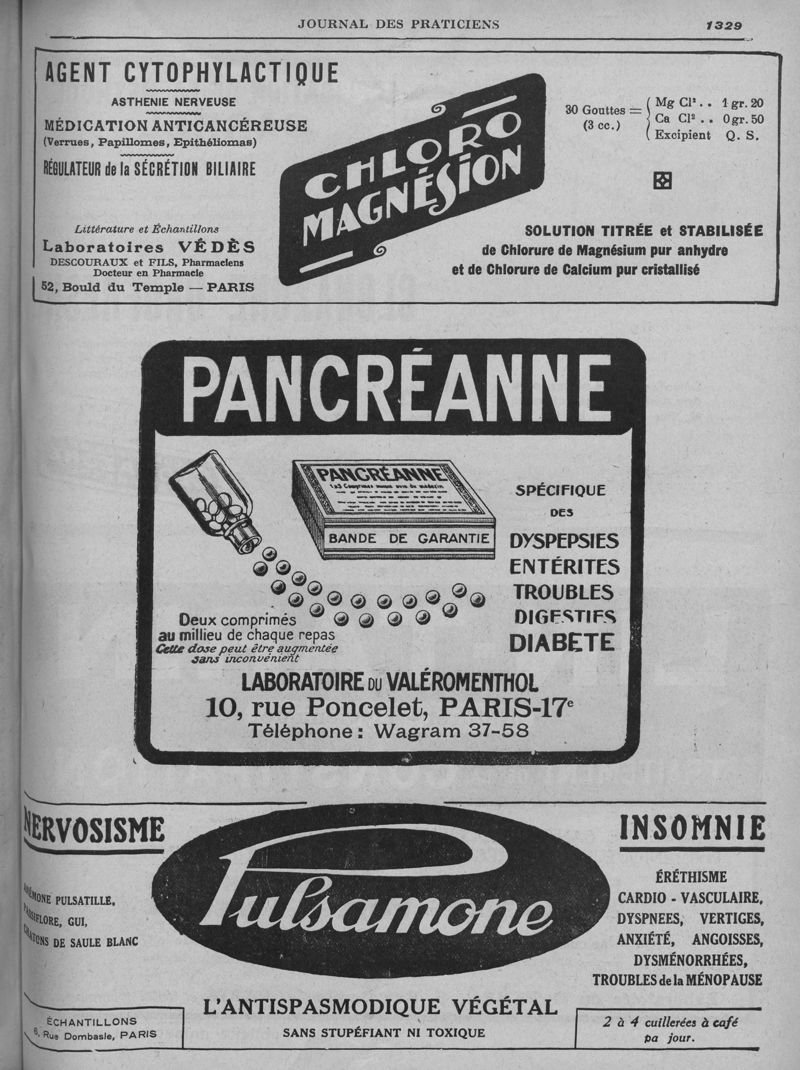 JOURNAL DES PRATICIENS
1329
AGENT CYTOPHYLACTIQUE
ASTHENIE NERVEUSE
MÉDICATION ANTICANCÉREUSE
(Verrues, Papillomes, Epithéliomas)
RÉGULATEUR de la SÉCRÉTION BILIAIRE
Littérature et Échantillons
Laboratoires VÉDÈS
DESCOURAUX et FILS, Pharmaciens
Docteur en Pharmacie
52, Bould du Temple — PARIS
CHLORO
MAGNÉSION
30 Gouttes =
(3 cc.)
Mg Cl² . . 1 gr. 20
Ca Cl² . . 0 gr. 50
Excipient Q. S.
SOLUTION TITRÉE et STABILISÉE
de Chlorure de Magnésium pur anhydre
et de Chlorure de Calcium pur cristallisé
PANCRÉANNE
PANCRÉANNE
BANDE DE GARANTIE
SPÉCIFIQUE
DES
DYSPEPSIES
ENTÉRITES
TROUBLES
DIGESTIFS
DIABÈTE
Deux comprimés
au milieu de chaque repas
Cette dose peut être augmentée
sans inconvénient
LABORATOIRE DU VALÉROMENTHOL
10, rue Poncelet, PARIS-17e
Téléphone : Wagram 37-58
NERVOSISME
ANÉMONE PULSATILLE,
PASSIFLORE, GUI,
CHATONS DE SAULE BLANC
ÉCHANTILLONS
6, Rue Dombasle, PARIS
Pulsamone
L'ANTISPASMODIQUE VÉGÉTAL
SANS STUPÉFIANT NI TOXIQUE
INSOMNIE
ÉRÉTHISME
CARDIO - VASCULAIRE,
DYSPNEES, VERTIGES,
ANXIÉTÉ, ANGOISSES,
DYSMÉNORRHÉES,
TROUBLES de la MÉNOPAUSE
2 à 4 cuillerées à café
pa jour.